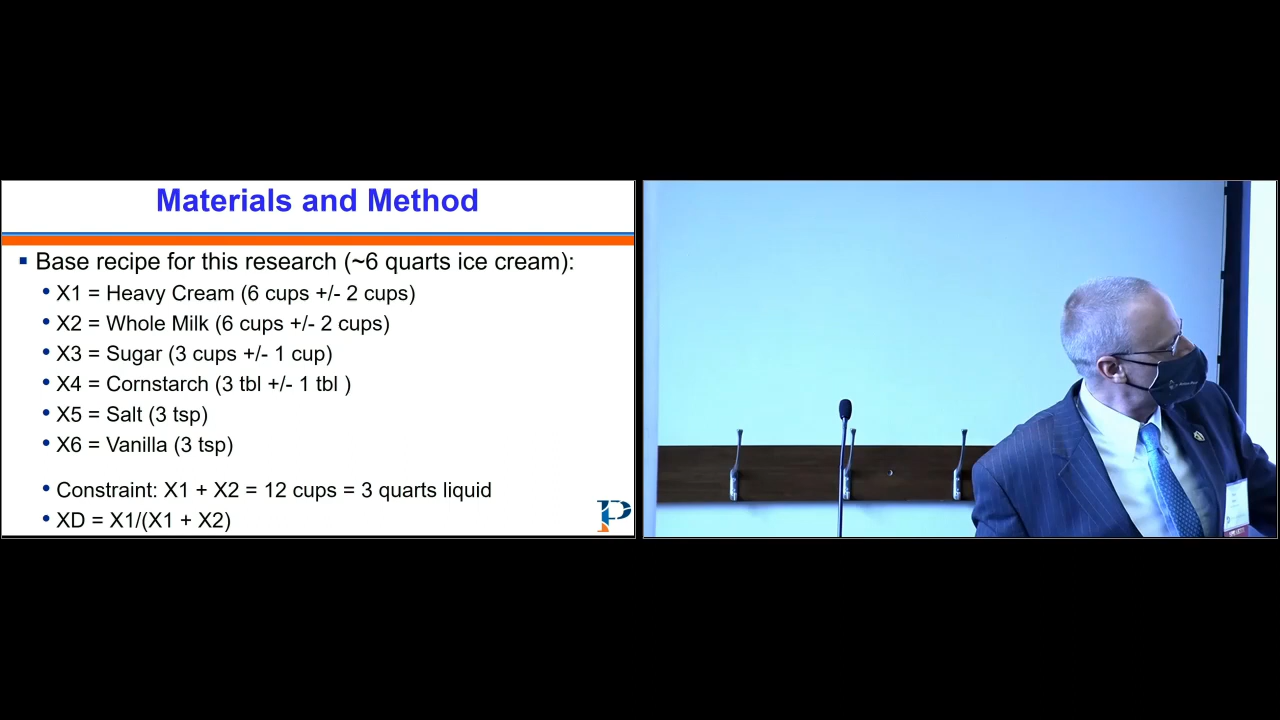 Materials and Method
Base recipe for this research (~6 quarts ice cream):
X1 = Heavy Cream (6 cups +/- 2 cups)
X2 = Whole Milk (6 cups +/- 2 cups)
X3 = Sugar (3 cups +/- 1 cup)
X4 = Cornstarch (3 tbl +/- 1 tbl )
X5 = Salt (3 tsp)
X6 = Vanilla (3 tsp)
Constraint: X1 + X2 = 12 cups = 3 quarts liquid
XD = X1/(X1 + X2)
P